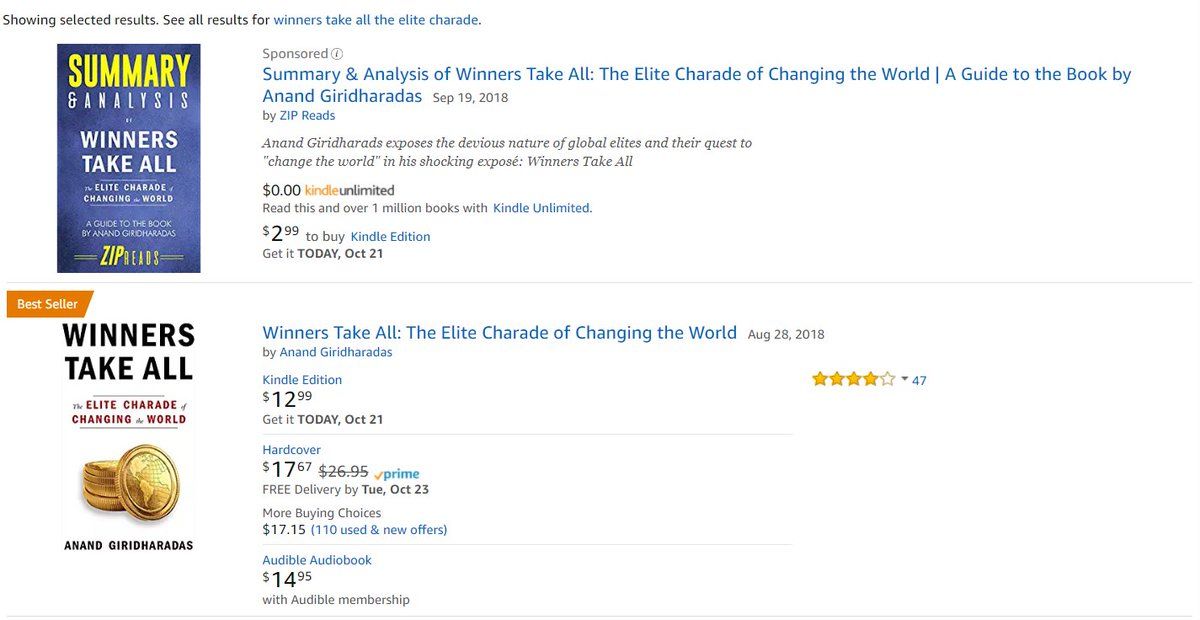 Showing selected results. See all results for winners take all the elite charade.
SUMMARY
& ANALYSIS
of
WINNERS
TAKE ALL
The ELITE CHARADE of
CHANGING the WORLD
A GUIDE TO THE BOOK
BY ANAND GIRIDHARADAS
ZIPREADS
Sponsored
Summary & Analysis of Winners Take All: The Elite Charade of Changing the World | A Guide to the Book by
Anand Giridharadas Sep 19, 2018
by ZIP Reads
Anand Giridharads exposes the devious nature of global elites and their quest to
"change the world" in his shocking exposé: Winners Take All
$0.00 kindleunlimited
Read this and over 1 million books with Kindle Unlimited.
$2.99 to buy Kindle Edition
Get it TODAY, Oct 21
Best Seller
WINNERS
TAKE ALL
The ELITE CHARADE of
CHANGING the WORLD
ANAND GIRIDHARADAS
Winners Take All: The Elite Charade of Changing the World Aug 28, 2018
by Anand Giridharadas
Kindle Edition
$12.99
Get it TODAY, Oct 21
47
Hardcover
$17.67 $26.95 prime
FREE Delivery by Tue, Oct 23
More Buying Choices
$17.15 (110 used & new offers)
Audible Audiobook
$14.95
with Audible membership